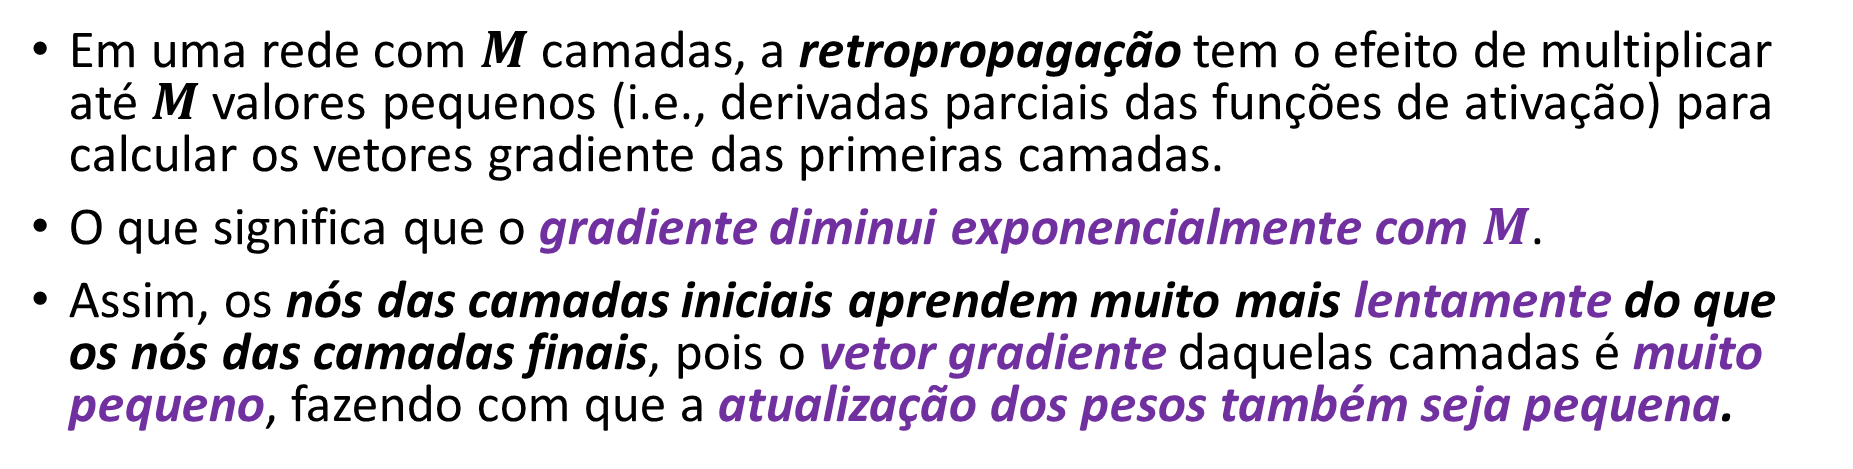 • Em uma rede com M camadas, a retropropagação tem o efeito de multiplicar
até M valores pequenos (i.e., derivadas parciais das funções de ativação) para
calcular os vetores gradiente das primeiras camadas.
• O que significa que o gradiente diminui exponencialmente com M.
• Assim, os nós das camadas iniciais aprendem muito mais lentamente do que
os nós das camadas finais, pois o vetor gradiente daquelas camadas é muito
pequeno, fazendo com que a atualização dos pesos também seja pequena.